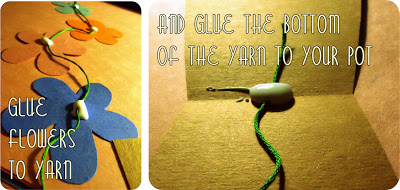 GLUE
FLOWERS
TO YARN
AND GLUE THE BOTTOM
OF THE YARN TO YOUR POT